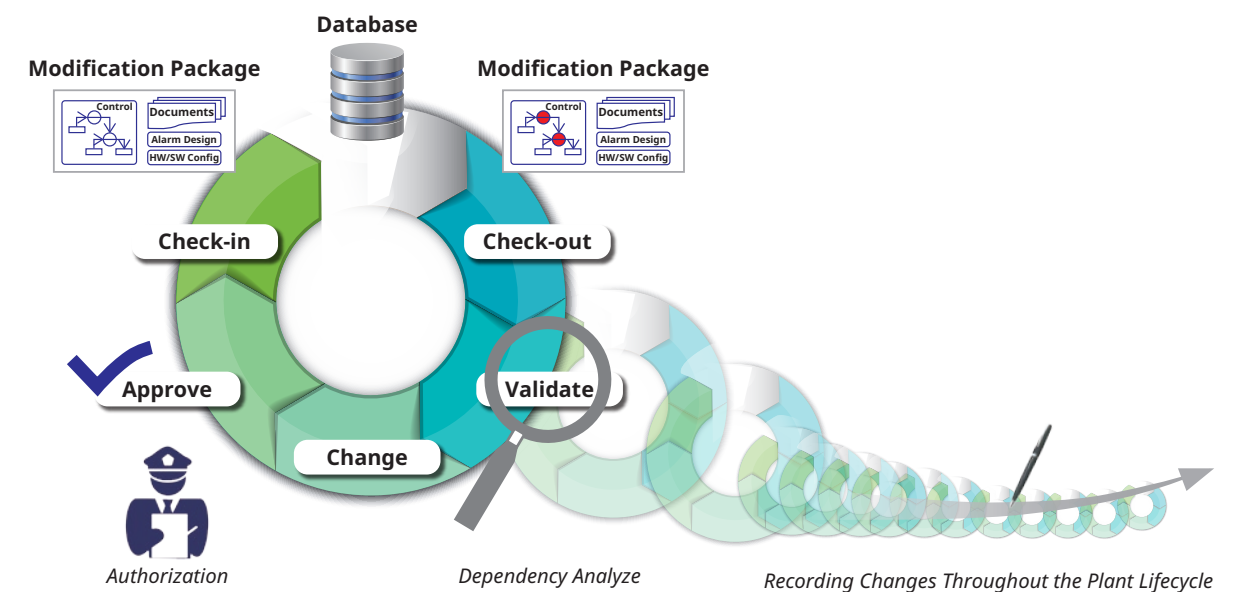 Database
Modification Package
Modification Package
Control
Documents
Alarm Design
HW/SW Config
Control
Documents
Alarm Design
HW/SW Config
Check-in
Check-out
Approve
Validate
Change
Authorization
Dependency Analyze
Recording Changes Throughout the Plant Lifecycle